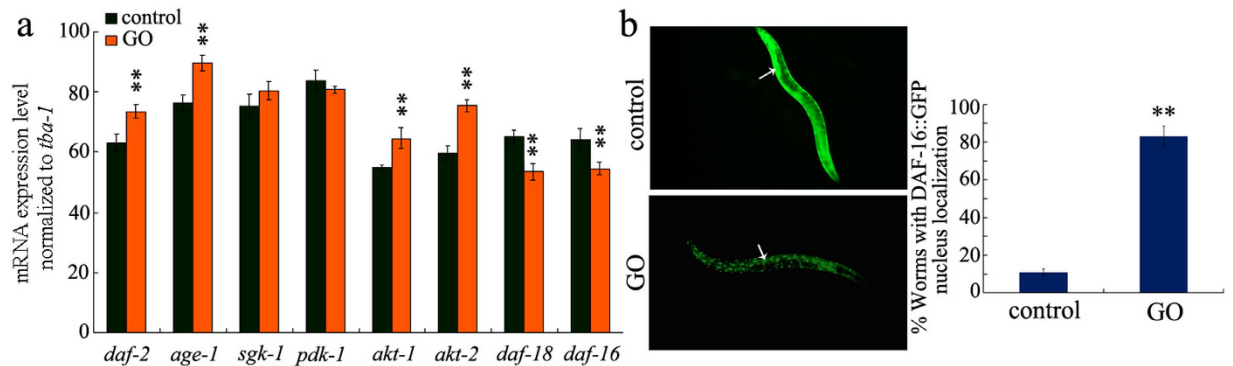 a
control
GO
mRNA expression level
normalized to tba-1
100
80
60
40
20
0
**
**
**
**
**
**
daf-2 age-1 sgk-1 pdk-1 akt-1 akt-2 daf-18 daf-16
b
control
GO
% Worms with DAF-16::GFP
nucleus localization
100
80
60
40
20
10
0
**
control GO